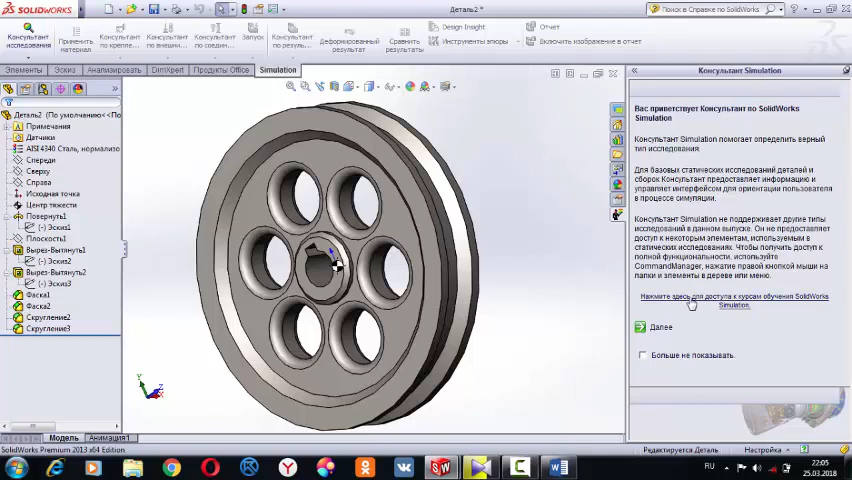 SOLIDWORKS
Деталь2 *
Поиск в Справке по SolidWorks
Консультант исследования
Применить материал
Консультант по крепле...
Консультант по внешни...
Консультант по соедин...
Запуск
Консультант по резуль...
Деформированный результат
Сравнить результаты
Design Insight
Инструменты эпюры
Отчет
Включить изображение в отчет
Элементы
Эскиз
Анализировать
DimXpert
Продукты Office
Simulation
Деталь2 (По умолчанию<<По
Примечания
Датчики
AISI 4340 Сталь, нормализо
Спереди
Сверху
Справа
Исходная точка
Центр тяжести
Повернуть1
(-) Эскиз1
Плоскость1
Вырез-Вытянуть1
(-) Эскиз2
Вырез-Вытянуть2
(-) Эскиз3
Фаска1
Фаска2
Скругление2
Скругление3
Y
Z
X
Консультант Simulation
Вас приветствует Консультант по SolidWorks
Simulation
Консультант Simulation помогает определить верный
тип исследования.
Для базовых статических исследований деталей и
сборок Консультант предоставляет информацию и
управляет интерфейсом для ориентации пользователя
в процессе симуляции.
Консультант Simulation не поддерживает другие типы
исследований в данном выпуске. Он не предоставляет
доступ к некоторым элементам, используемым в
статических исследованиях. Чтобы получить доступ к
полной функциональности, используйте
CommandManager, нажатие правой кнопкой мыши на
папки и элементы в дереве или меню.
Нажмите здесь для доступа к курсам обучения SolidWorks
Simulation.
Далее
Больше не показывать.
Модель
Анимация1
SolidWorks Premium 2013 x64 Edition
Редактируется Деталь
Настройка
RU
22:05
25.03.2018